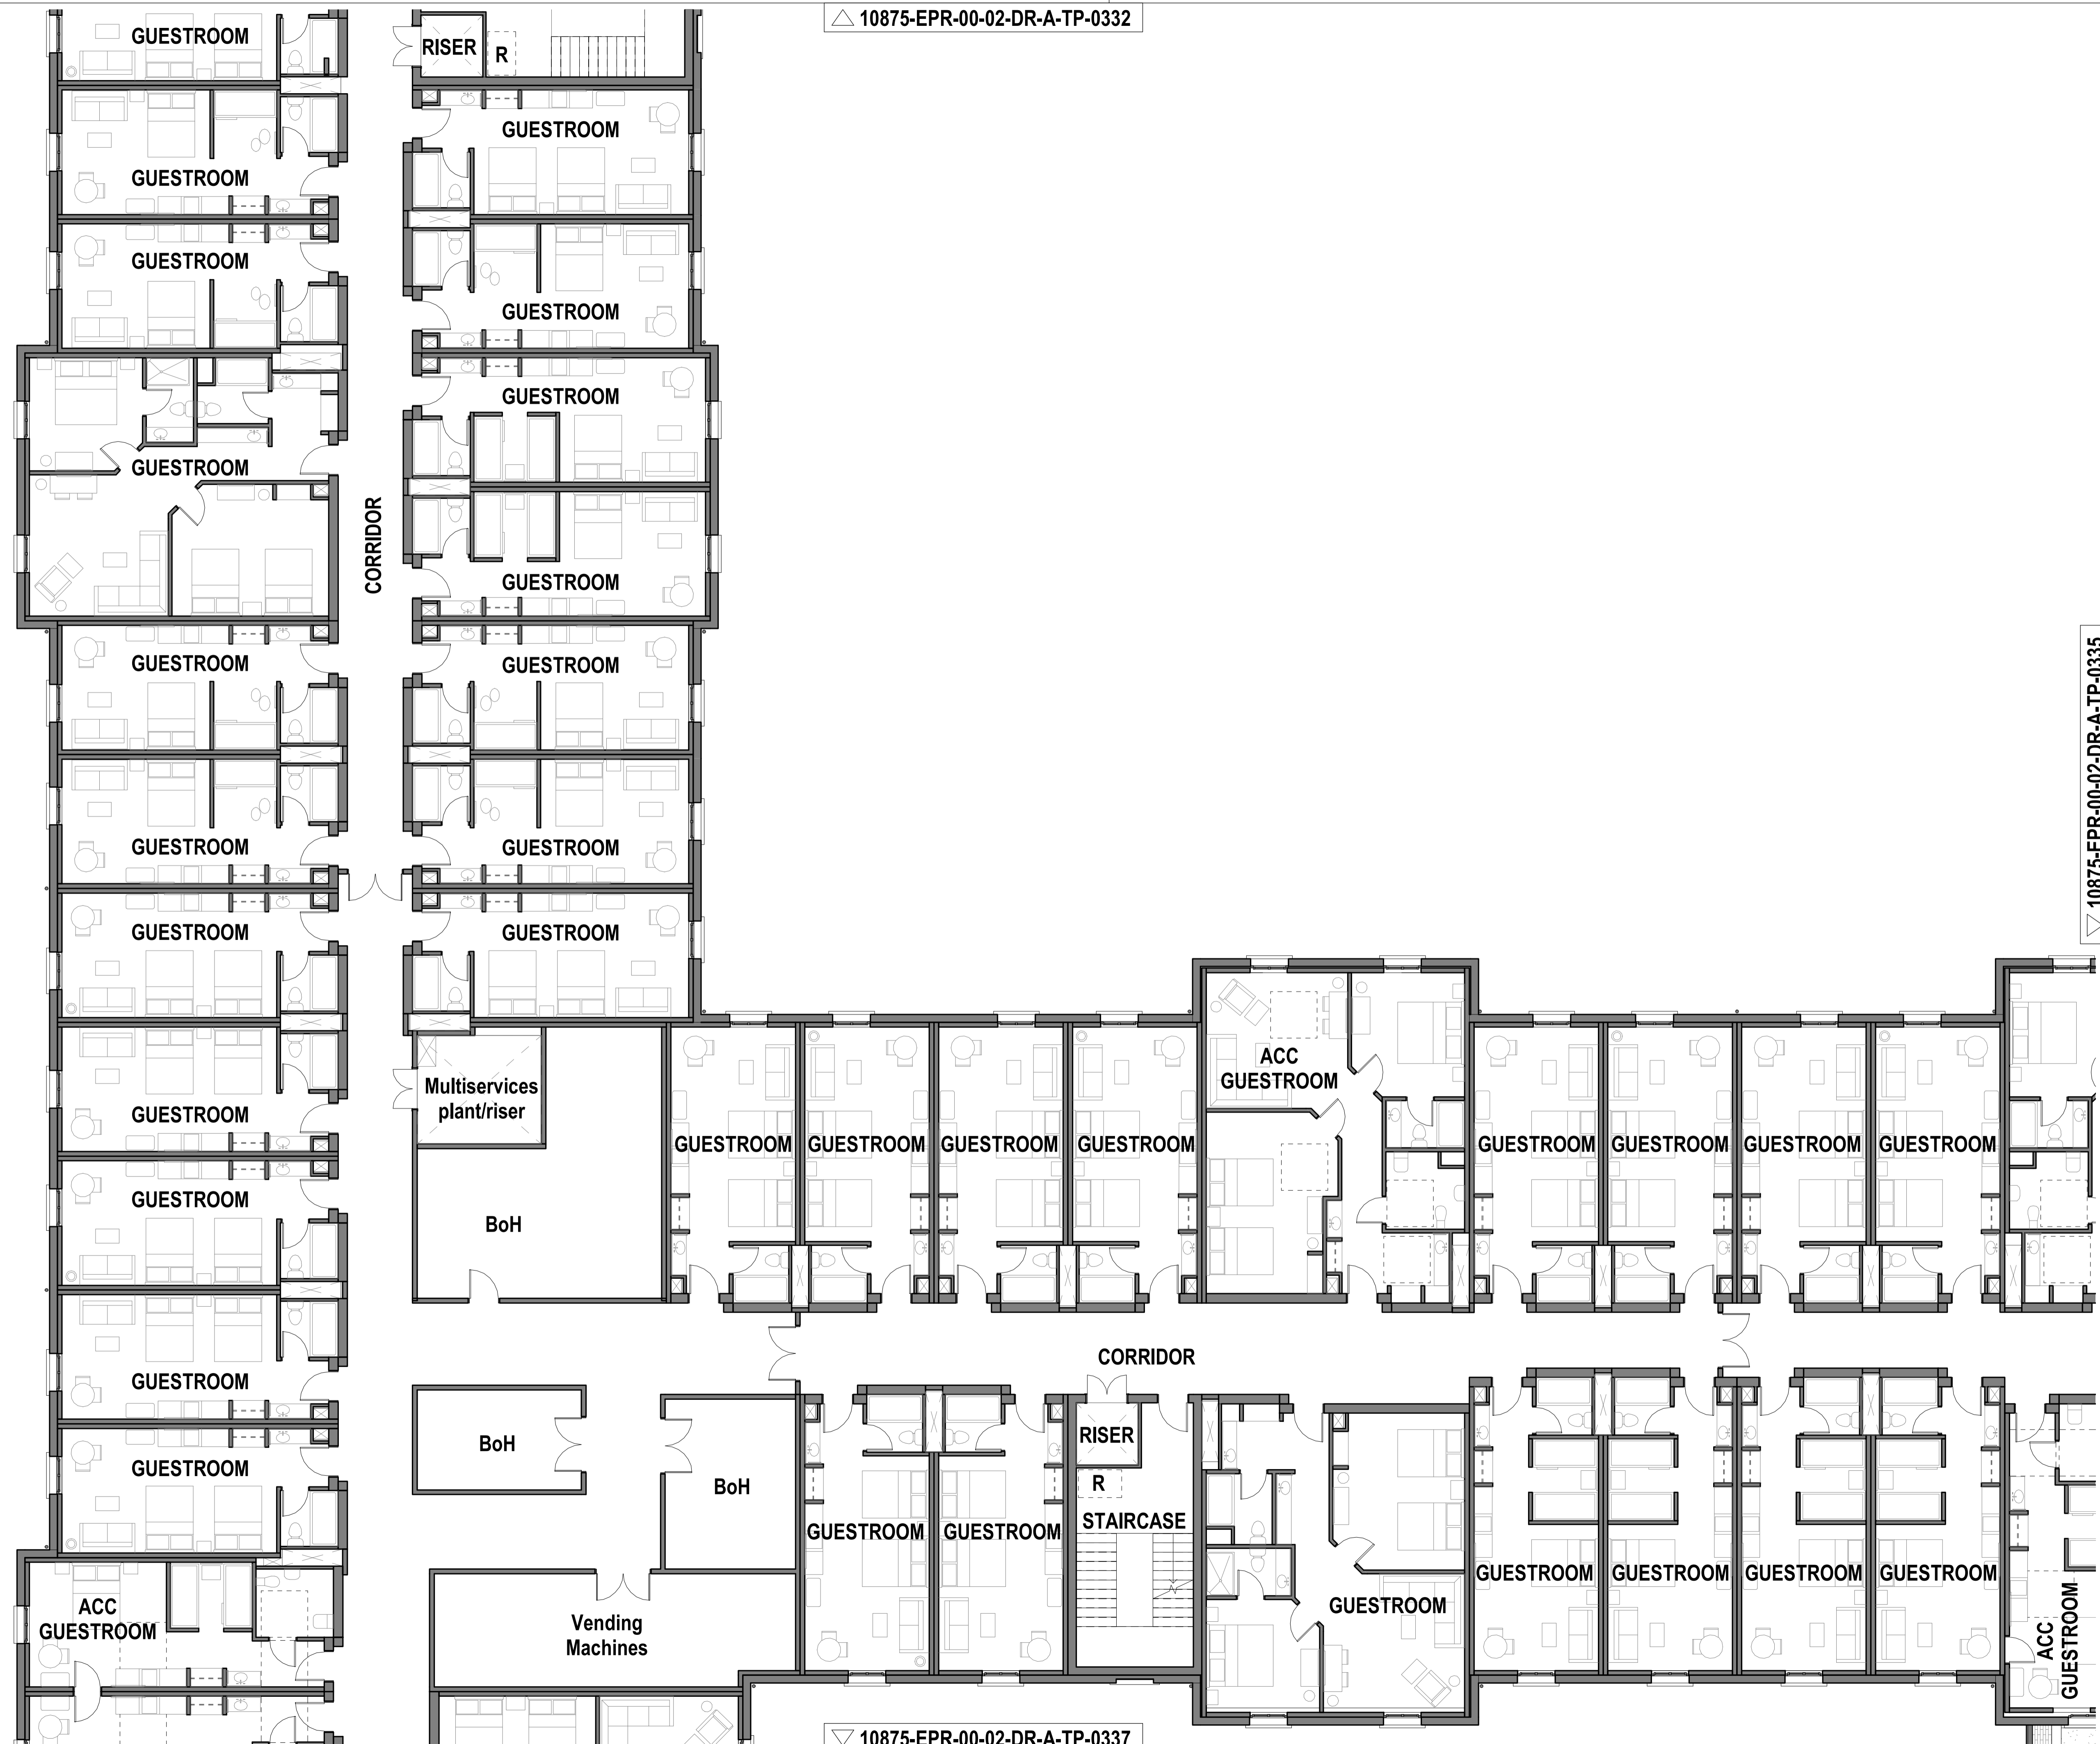 10875-EPR-00-02-DR-A-TP-0332
GUESTROOM
RISER
R
GUESTROOM
GUESTROOM
GUESTROOM
GUESTROOM
GUESTROOM
GUESTROOM
CORRIDOR
GUESTROOM
GUESTROOM
GUESTROOM
GUESTROOM
10875-EPR-00-02-DR-A-TP-0335
GUESTROOM
GUESTROOM
GUESTROOM
GUESTROOM
ACC
GUESTROOM
Multiservices
plant/riser
GUESTROOM
GUESTROOM
GUESTROOM
GUESTROOM
GUESTROOM
GUESTROOM
GUESTROOM
GUESTROOM
GUESTROOM
GUESTROOM
BoH
CORRIDOR
GUESTROOM
RISER
BoH
GUESTROOM
R
BoH
STAIRCASE
GUESTROOM
GUESTROOM
GUESTROOM
GUESTROOM
GUESTROOM
GUESTROOM
GUESTROOM
ACC
GUESTROOM
Vending
Machines
ACC
GUESTROOM
10875-EPR-00-02-DR-A-TP-0337